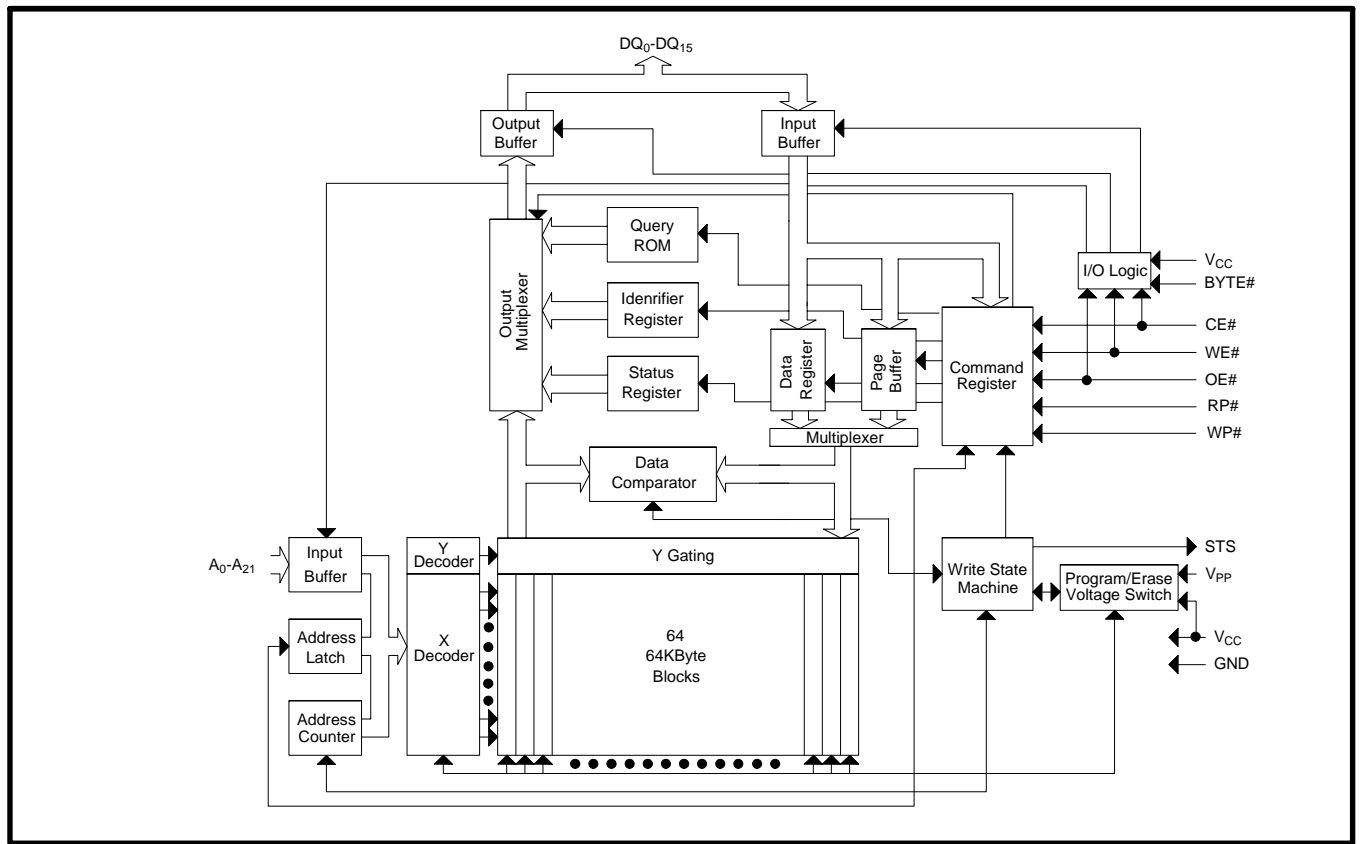 DQ0-DQ15
Output
Buffer
Input
Buffer
Query
ROM
Output
Multiplexer
Idenrifier
Register
Status
Register
Data
Register
Page
Buffer
Command
Register
I/O Logic
VCC
BYTE#
CE#
WE#
OE#
RP#
WP#
Multiplexer
Data
Comparator
A0-A21
Input
Buffer
Y
Decoder
Y Gating
Write State
Machine
STS
Program/Erase
Voltage Switch
VPP
VCC
GND
Address
Latch
X
Decoder
64
64KByte
Blocks
Address
Counter